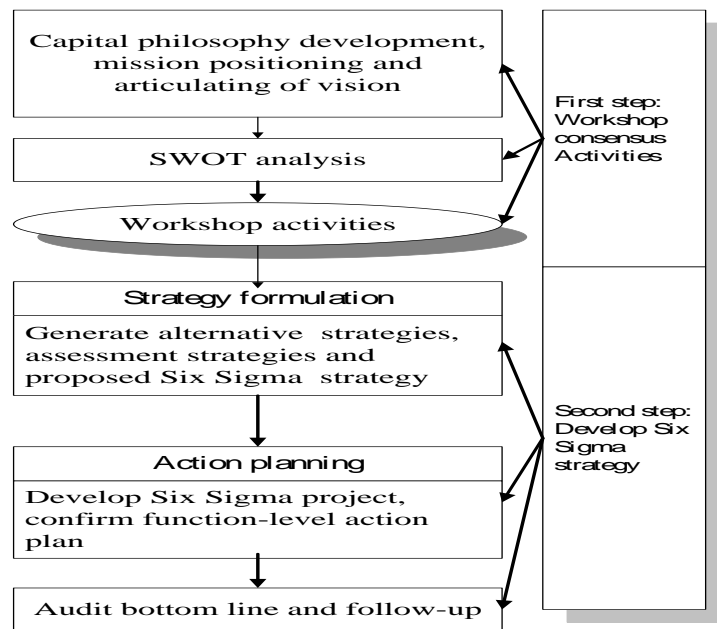 Capital philosophy development,
mission positioning and
articulating of vision
SWOT analysis
Workshop activities
Strategy formulation
Generate alternative strategies,
assessment strategies and
proposed Six Sigma strategy
Action planning
Develop Six Sigma project,
confirm function-level action
plan
Audit bottom line and follow-up
First step:
Workshop
consensus
Activities
Second step:
Develop Six
Sigma
strategy